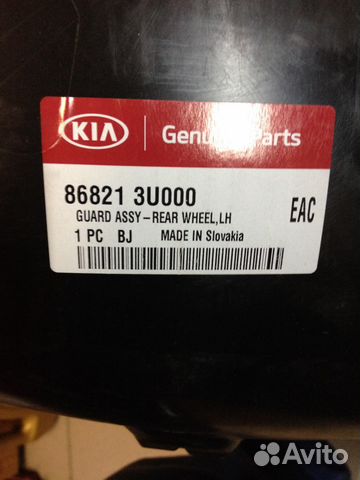 KIA Genuine Parts
86821 3U000
GUARD ASSY-REAR WHEEL,LH
EAC
1 PC BJ MADE IN Slovakia
Avito